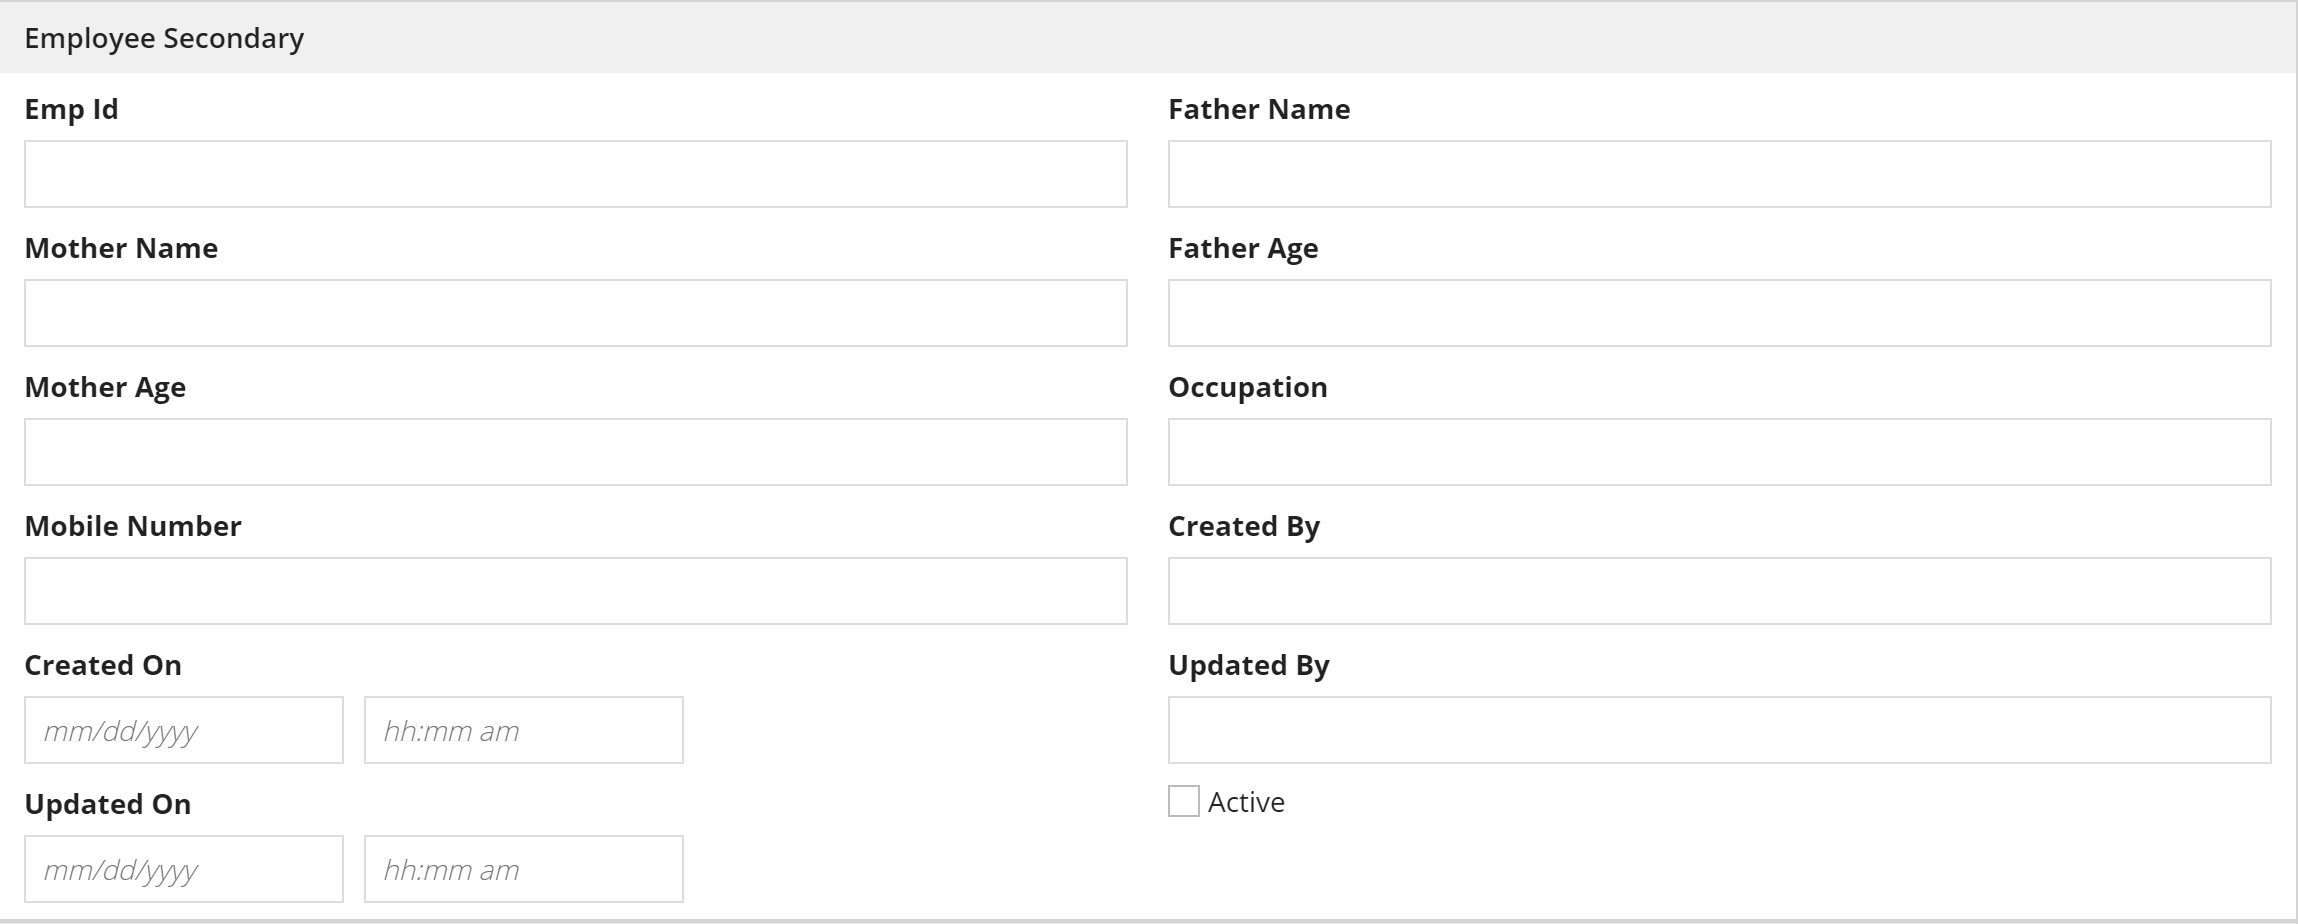 Employee Secondary
Emp Id
Father Name
Mother Name
Father Age
Mother Age
Occupation
Mobile Number
Created By
Created On
Updated By
mm/dd/yyyy hh:mm am
Updated On
Active
mm/dd/yyyy hh:mm am